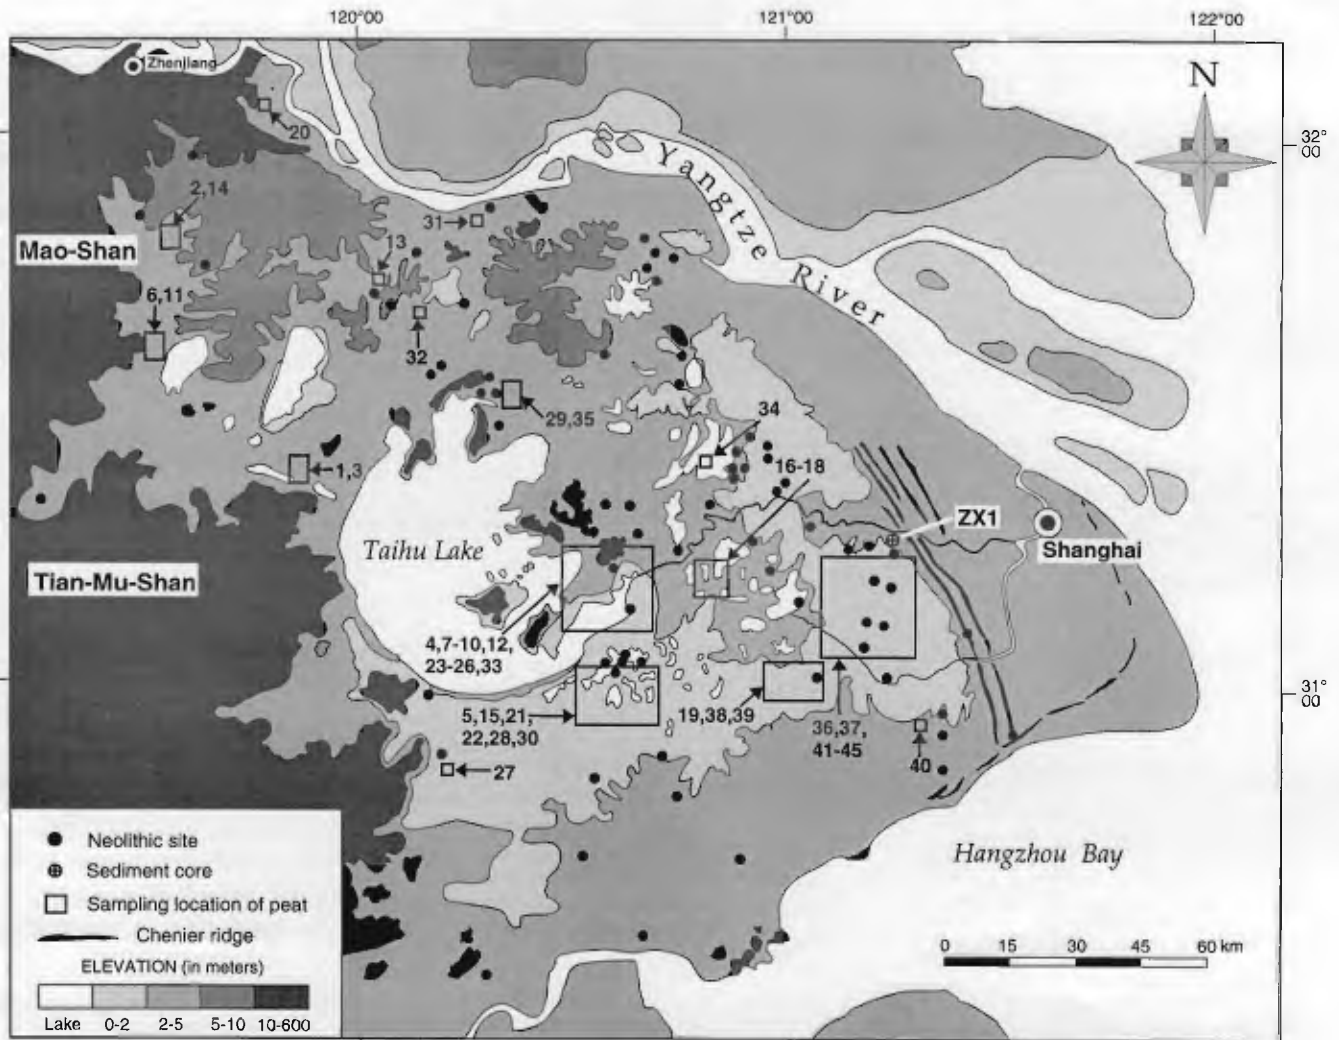 120°00
121°00
122°00
Zhenjiang
N
20
32°
00
Yangtze River
2,14
31
Mao-Shan
13
6,11
32
29,35
34
16-18
1,3
ZX1
Taihu Lake
Shanghai
Tian-Mu-Shan
4,7-10,12,
23-26,33
31°
00
5,15,21,
22,28,30
19,38,39
36,37,
41-45
40
27
Neolithic site
Sediment core
Sampling location of peat
Chenier ridge
ELEVATION (in meters)
Lake 0-2 2-5 5-10 10-600
Hangzhou Bay
0 15 30 45 60 km